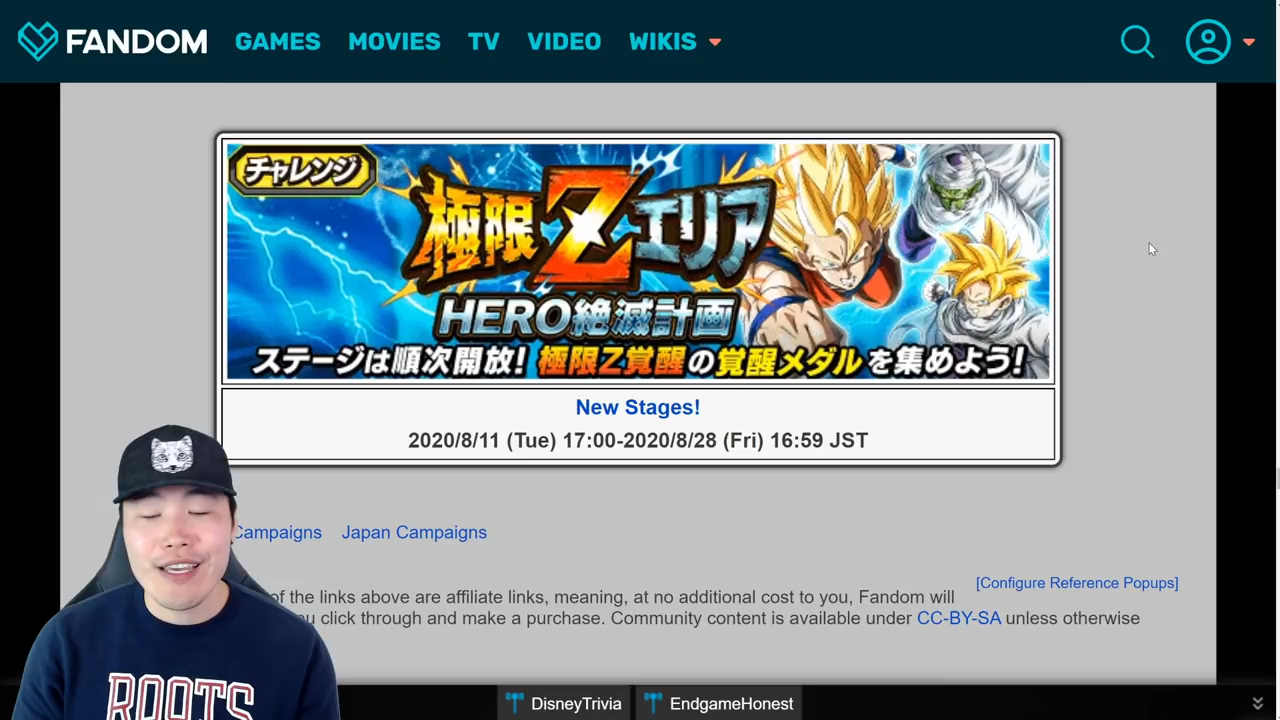 FANDOM GAMES MOVIES TV VIDEO WIKIS
チャレンジ
極限Zエリア
HERO絶滅計画
ステージは順次開放！極限Z覚醒の覚醒メダルを集めよう！
New Stages!
2020/8/11 (Tue) 17:00-2020/8/28 (Fri) 16:59 JST
Campaigns Japan Campaigns
[Configure Reference Popups]
of the links above are affiliate links, meaning, at no additional cost to you, Fandom will
click through and make a purchase. Community content is available under CC-BY-SA unless otherwise
ROOTS
DisneyTrivia EndgameHonest